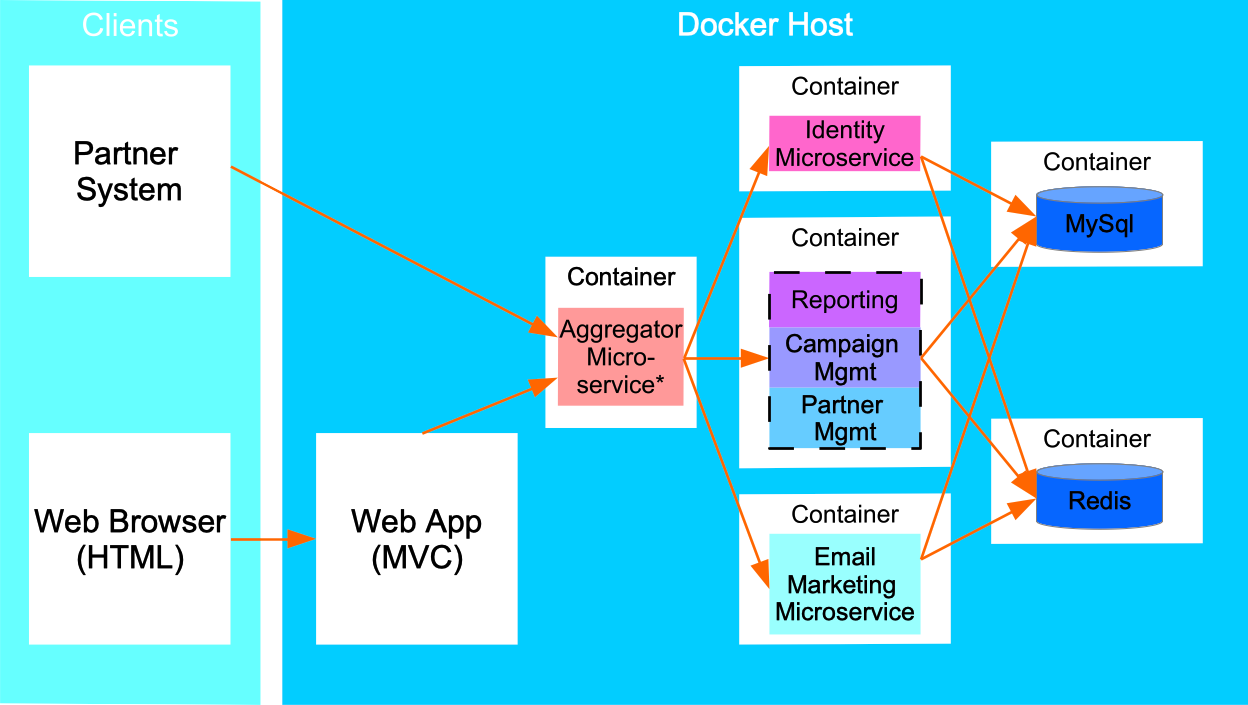 Clients
Partner
System
Web Browser
(HTML)
Docker Host
Web App
(MVC)
Container
Aggregator
Micro-
service*
Container
Identity
Microservice
Container
Reporting
Campaign
Mgmt
Partner
Mgmt
Container
Email
Marketing
Microservice
Container
MySql
Container
Redis